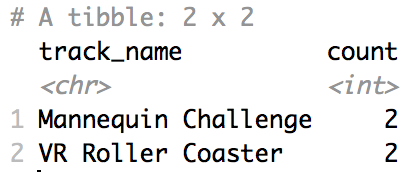 # A tibble: 2 x 2
track_name count
<chr> <int>
1 Mannequin Challenge 2
2 VR Roller Coaster 2